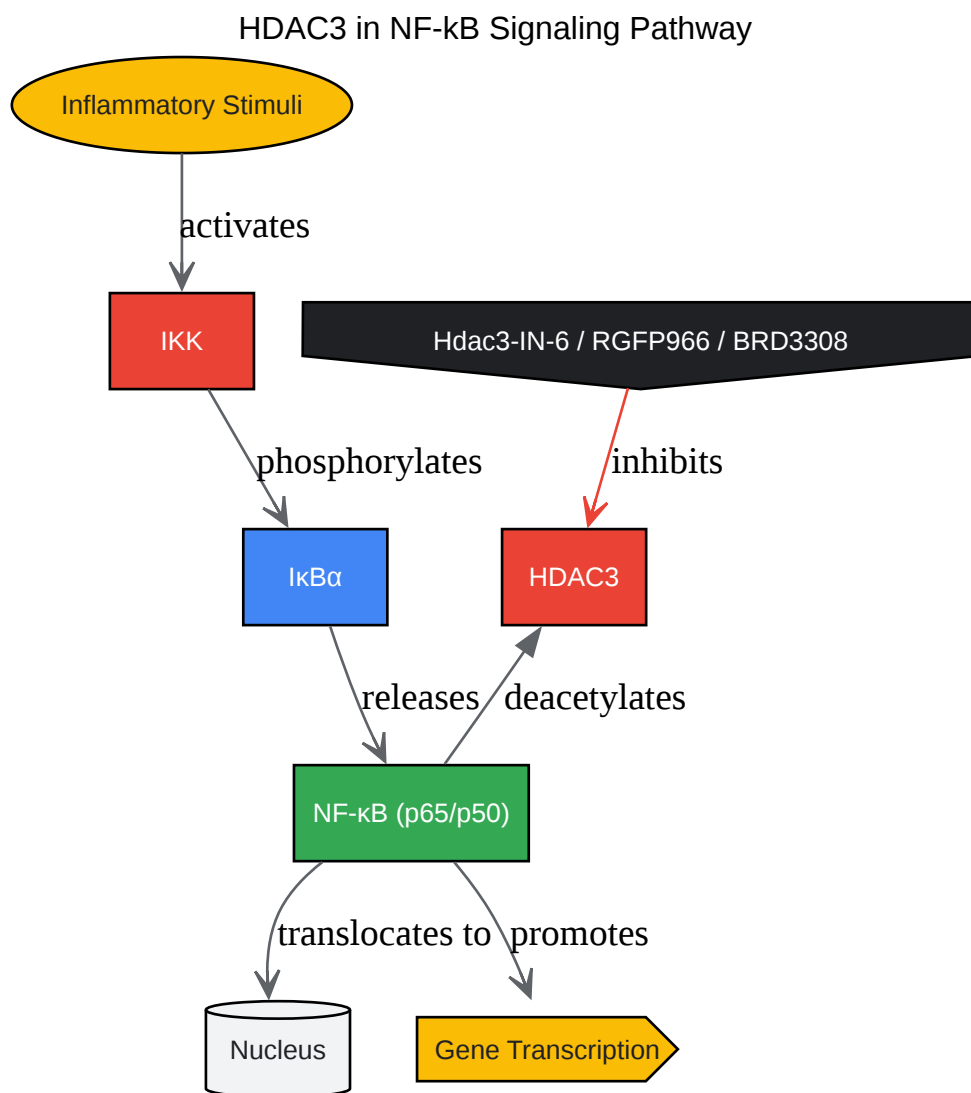 HDAC3 in NF-kB Signaling Pathway
Inflammatory Stimuli
activates
IKK
Hdac3-IN-6 / RGFP966 / BRD3308
phosphorylates
inhibits
IκBα
HDAC3
releases
deacetylates
NF-κB (p65/p50)
translocates to
promotes
Nucleus
Gene Transcription